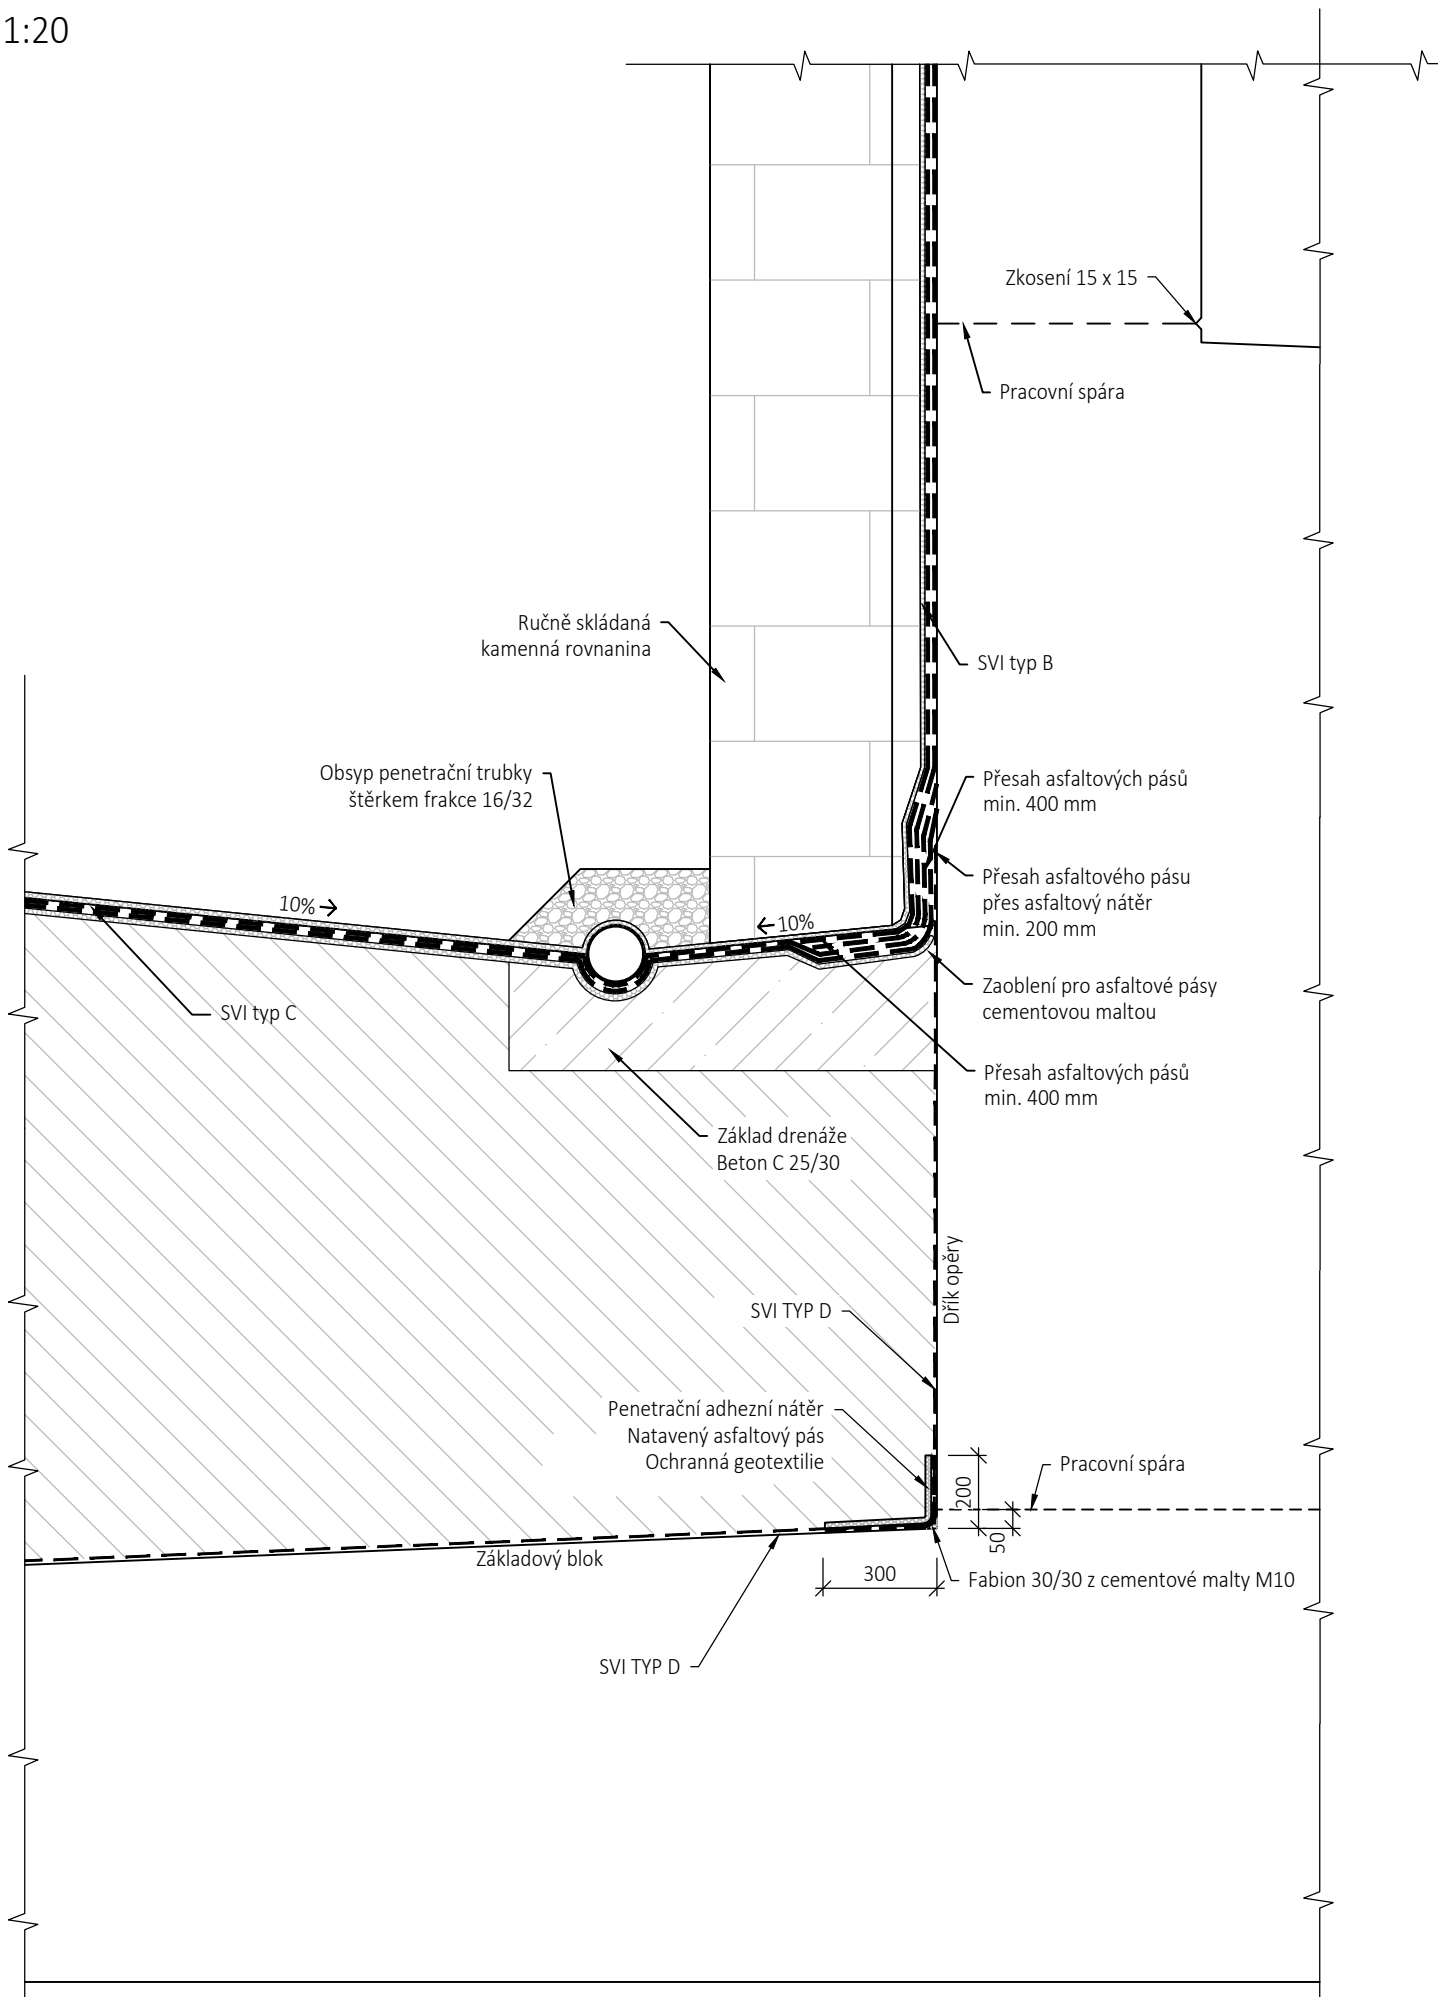 1:20
Zkosení 15 x 15
Pracovní spára
Ručně skládaná
kamenná rovnanina
SVI typ B
Obsyp penetrační trubky
štěrkem frakce 16/32
Přesah asfaltových pásů
min. 400 mm
Přesah asfaltového pásu
přes asfaltový nátěr
min. 200 mm
10%
10%
Zaoblení pro asfaltové pásy
cementovou maltou
SVI typ C
Přesah asfaltových pásů
min. 400 mm
Základ drenáže
Beton C 25/30
Dřík opěry
SVI TYP D
Penetrační adhezní nátěr
Natavený asfaltový pás
Ochranná geotextilie
Pracovní spára
200
50
Základový blok
300
Fabion 30/30 z cementové malty M10
SVI TYP D